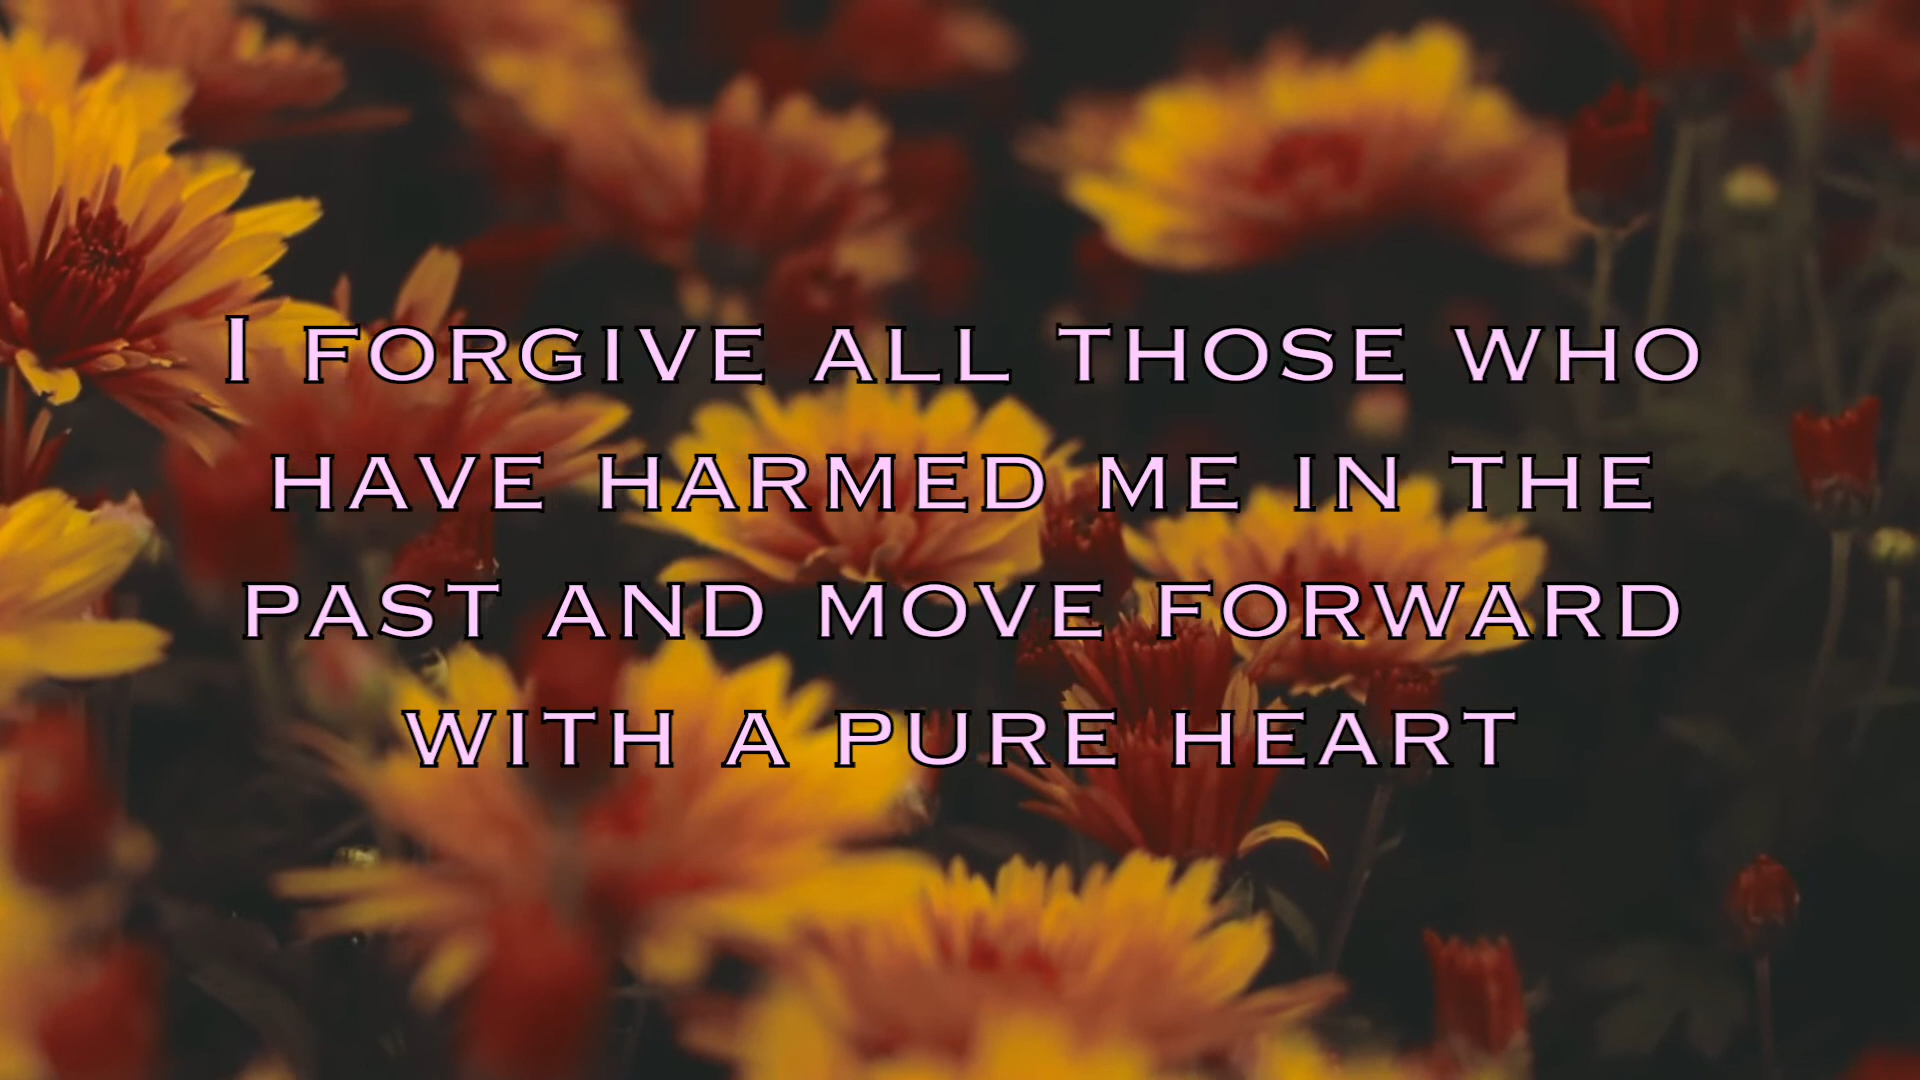 I FORGIVE ALL THOSE WHO
HAVE HARMED ME IN THE
PAST AND MOVE FORWARD
WITH A PURE HEART